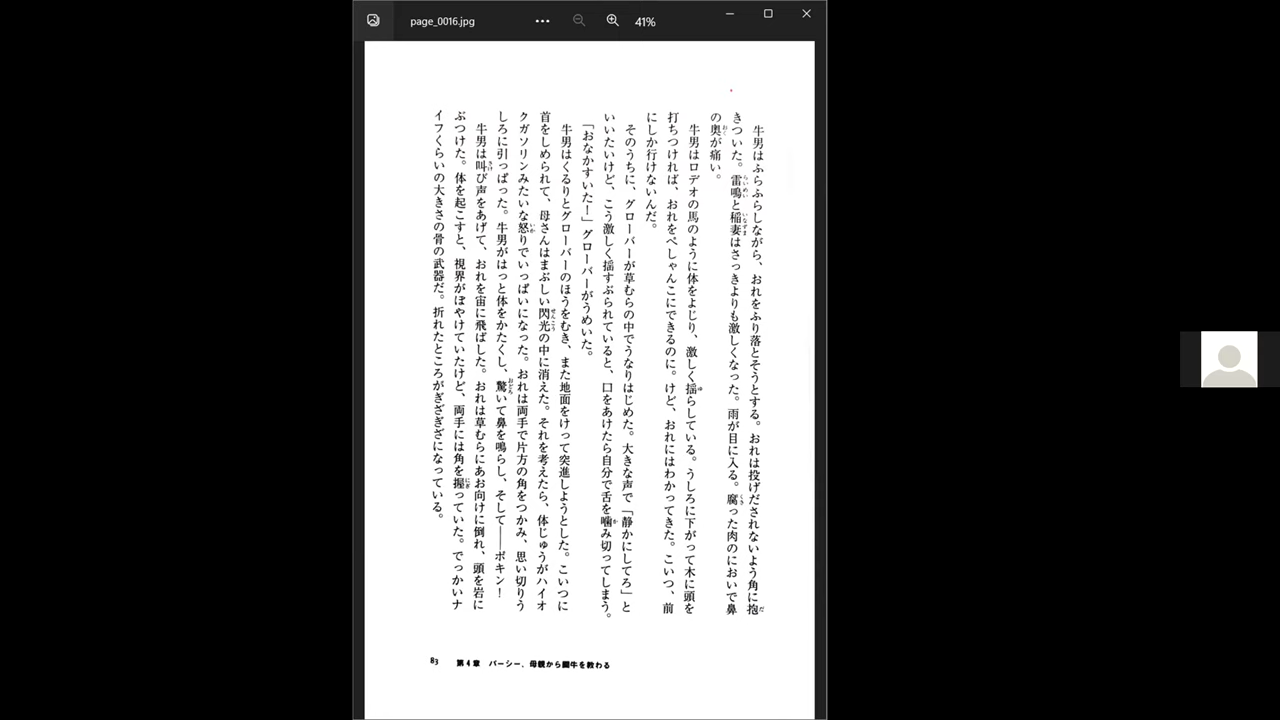 page_0016.jpg
41%
牛男はふらふらしながら、おれをふり落とそうとする。おれは投げだされないよう角に抱
きついた。雷鳴と稲妻はさっきよりも激しくなった。雨が目に入る。腐った肉のにおいで鼻
の奥が痛い。
牛男はロデオの馬のように体をよじり、激しく揺らしている。うしろに下がって木に頭を
打ちつければ、おれをぺしゃんこにできるのに。けど、おれにはわかってきた。こいつ、前
にしか行けないんだ。
そのうちに、グローバーが草むらの中でうなりはじめた。大きな声で「静かにしてろ」と
いいたいけど、こう激しく揺すぶられていると、口をあけたら自分で舌を噛み切ってしまう。
「おなかすいたー」グローバーがうめいた。
牛男はくるりとグローバーのほうをむき、また地面をけって突進しようとした。こいつに
首をしめられて、母さんはまぶしい閃光の中に消えた。それを考えたら、体じゅうがハイオ
クガソリンみたいな怒りでいっぱいになった。おれは両手で片方の角をつかみ、思い切りう
しろに引っぱった。牛男がはっと体をかたくし、驚いて鼻を鳴らし、そして――ボキン！
牛男は叫び声をあげて、おれを宙に飛ばした。おれは草むらにあお向けに倒れ、頭を岩に
ぶつけた。体を起こすと、視界がぼやけていたけど、両手には角を握っていた。でっかいナ
イフくらいの大きさの骨の武器だ。折れたところがぎざぎざになっている。
83 第4章 パーシー、母親から闘牛を教わる